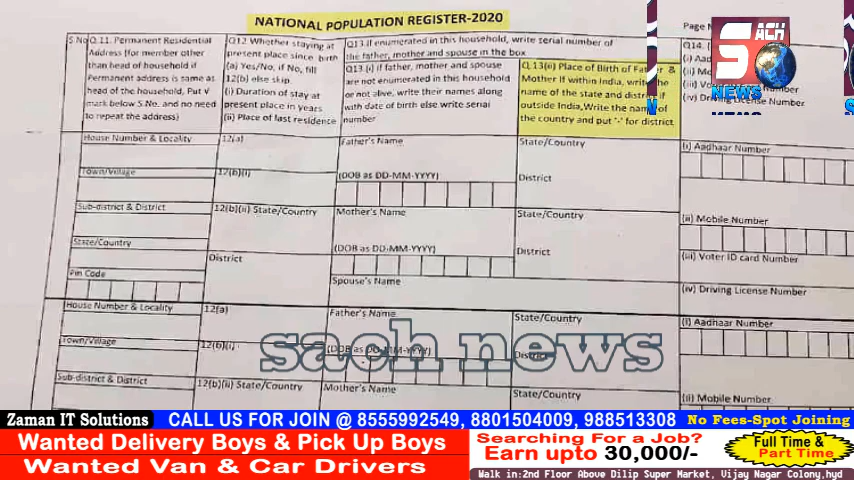 NATIONAL POPULATION REGISTER-2020
S.No
Q.11. Permanent Residential
Address (for member other
than head of household if
Permanent address is same as
head of the household, Put V
mark below S.No. and no need
to repeat the address)
Q12 Whether staying at
present place since birth
(a) Yes/No, if No, fill
12(b) else skip
(i) Duration of stay at
present place in years
(ii) Place of last residence
Q13.If enumerated in this household, write serial number of
the father, mother and spouse in the box
Q13.(i) If father, mother and spouse
are not enumerated in this household
or not alive, write their names along
with date of birth else write serial
number
Q.13(ii) Place of Birth of Father &
Mother If within India, write the
name of the state and district if
outside India,Write the name of
the country and put '-' for district.
Page
Q14.
(i) Aad
(ii) Mo
(iii) Vo
(iv) Driving License Number
SACH
NEWS
House Number & Locality
12(a)
Father's Name
State/Country
(i) Aadhaar Number
Town/Village
12(b)(i)
(DOB as DD-MM-YYYY)
District
Sub-district & District
12(b)(ii) State/Country
Mother's Name
State/Country
(ii) Mobile Number
State/Country
District
(DOB as DD-MM-YYYY)
District
(iii) Voter ID card Number
Pin Code
Spouse's Name
(iv) Driving License Number
House Number & Locality
12(a)
Father's Name
State/Country
(i) Aadhaar Number
Town/Village
12(b)(i)
(DOB as DD-MM-YYYY)
District
sach news
Sub-district & District
12(b)(ii) State/Country
Mother's Name
State/Country
(ii) Mobile Number
Zaman IT Solutions
CALL US FOR JOIN @ 8555992549, 8801504009, 988513308
No Fees-Spot Joining
Wanted Delivery Boys & Pick Up Boys
Wanted Van & Car Drivers
Searching For a Job?
Earn upto 30,000/-
Full Time &
Part Time
Walk in:2nd Floor Above Dilip Super Market, Vijay Nagar Colony,hyd